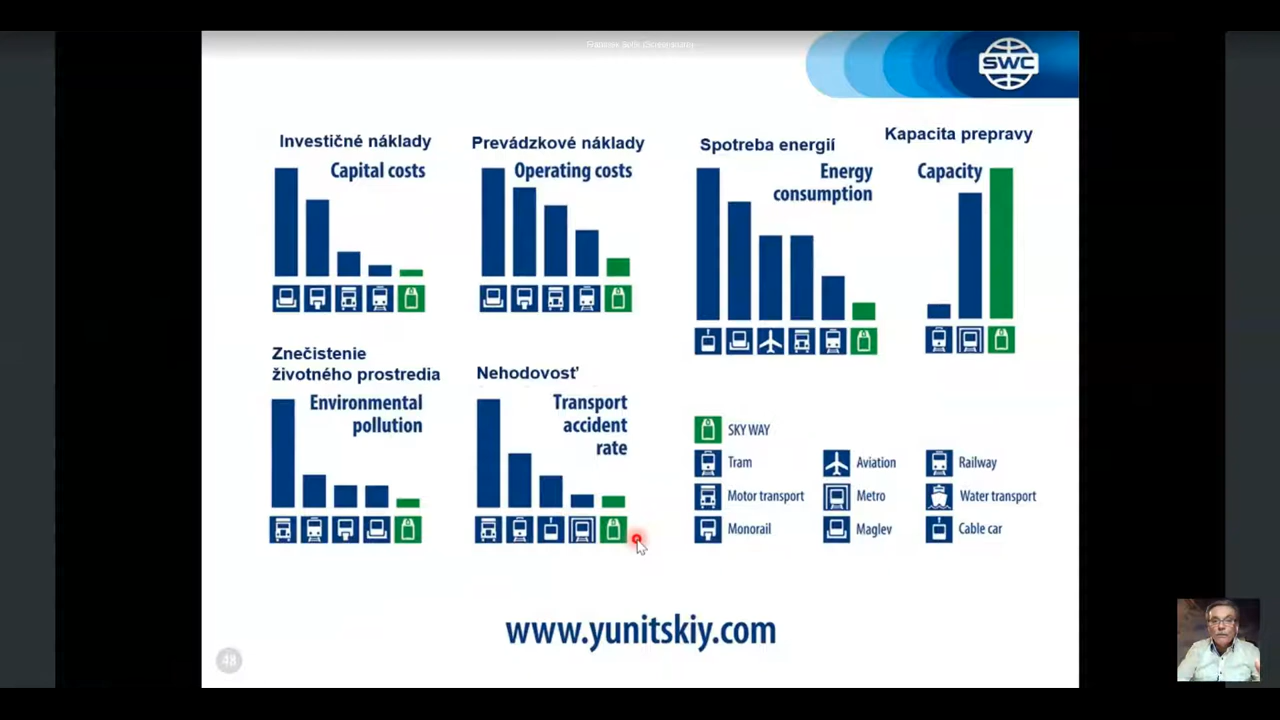 SWC
Investičné náklady
Capital costs
Prevádzkové náklady
Operating costs
Spotreba energií
Energy
consumption
Kapacita prepravy
Capacity
Znečistenie
životného prostredia
Environmental
pollution
Nehodovosť
Transport
accident
rate
SKY WAY
Tram
Aviation
Railway
Motor transport
Metro
Water transport
Monorail
Maglev
Cable car
www.yunitskiy.com
48